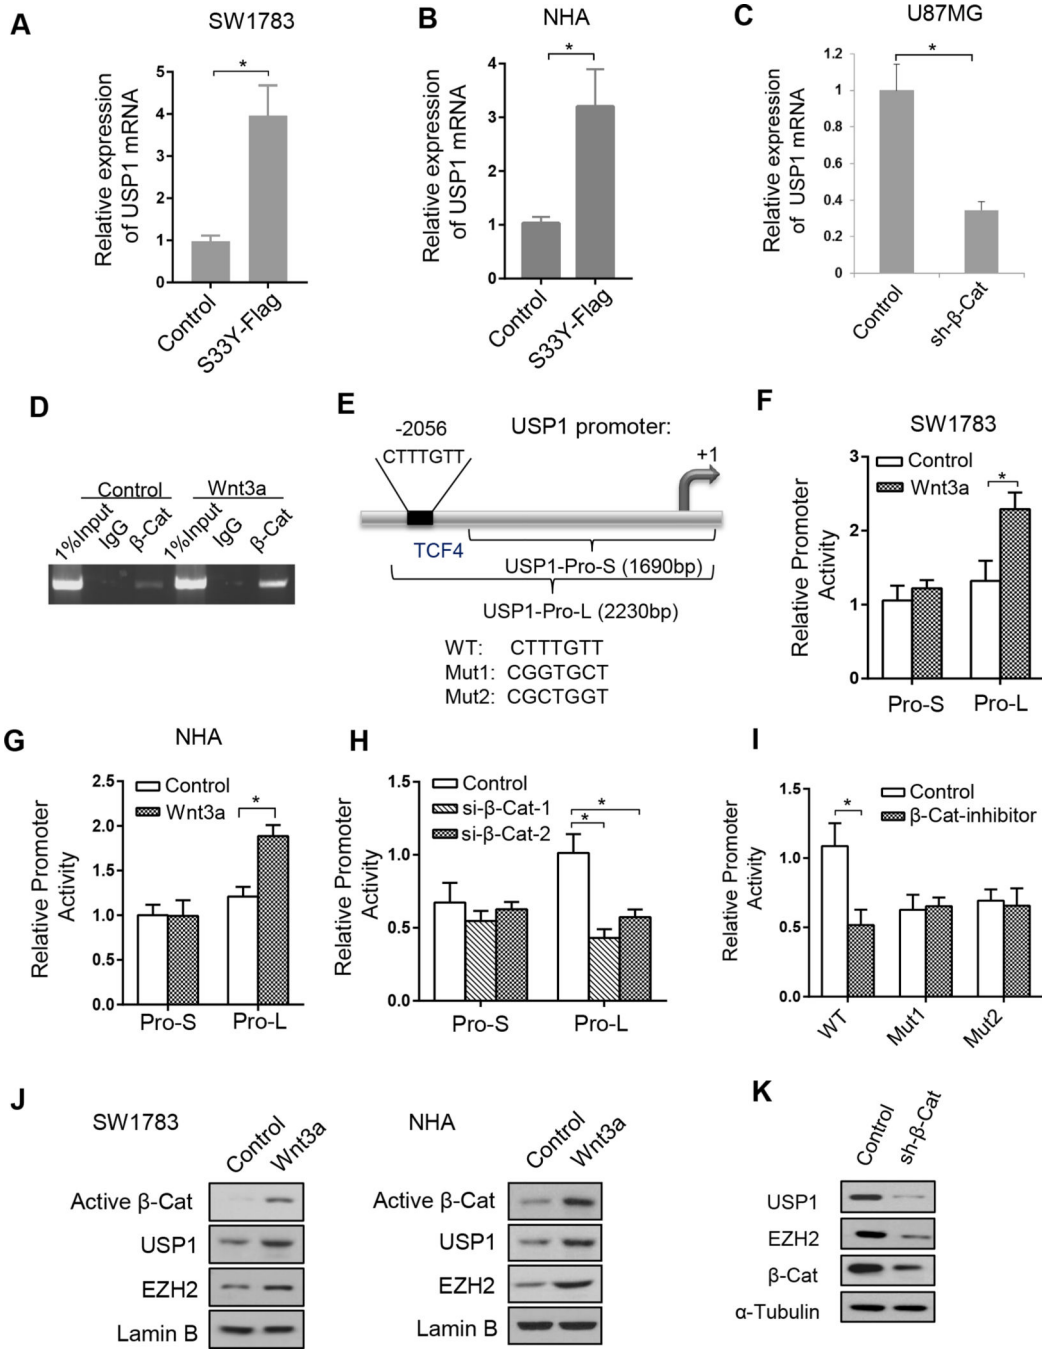 A
SW1783
Relative expression
of USP1 mRNA
5
4
3
2
1
0
*
Control
S33Y-Flag
B
NHA
Relative expression
of USP1 mRNA
4
3
2
1
0
*
Control
S33Y-Flag
C
U87MG
Relative expression
of USP1 mRNA
1.2
1
0.8
0.6
0.4
0.2
0
*
Control
sh-β-Cat
D
Control
Wnt3a
1%Input
IgG
β-Cat
1%Input
IgG
β-Cat
E
-2056
USP1 promoter:
CTTTGTT
+1
TCF4
USP1-Pro-S (1690bp)
USP1-Pro-L (2230bp)
WT: CTTTGTT
Mut1: CGGTGCT
Mut2: CGCTGGT
F
SW1783
Relative Promoter
Activity
3
2
1
0
Control
Wnt3a
*
Pro-S
Pro-L
G
NHA
Relative Promoter
Activity
2.5
2.0
1.5
1.0
0.5
0.0
Control
Wnt3a
*
Pro-S
Pro-L
H
Relative Promoter
Activity
1.5
1.0
0.5
0.0
Control
si-β-Cat-1
si-β-Cat-2
*
*
Pro-S
Pro-L
I
Relative Promoter
Activity
1.5
1.0
0.5
0.0
Control
β-Cat-inhibitor
*
WT
Mut1
Mut2
J
SW1783
Control
Wnt3a
Active β-Cat
USP1
EZH2
Lamin B
NHA
Control
Wnt3a
Active β-Cat
USP1
EZH2
Lamin B
K
Control
sh-β-Cat
USP1
EZH2
β-Cat
α-Tubulin